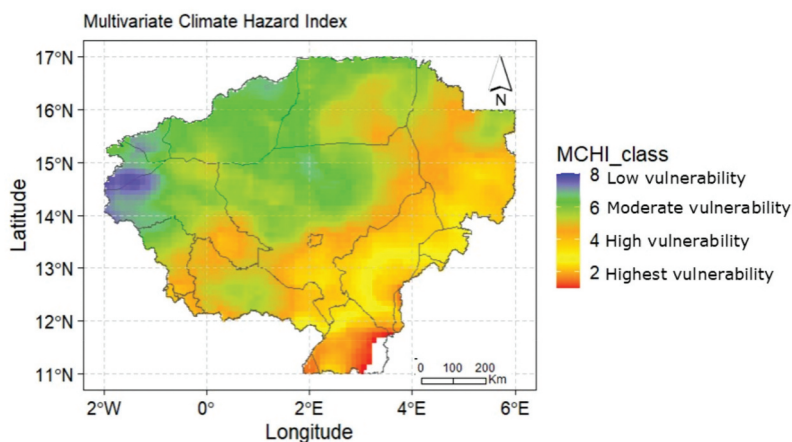 Multivariate Climate Hazard Index
17°N
16°N
15°N
14°N
13°N
12°N
11°N
Latitude
2°W
0°
2°E
4°E
6°E
Longitude
N
0 100 200
Km
MCHI_class
8 Low vulnerability
6 Moderate vulnerability
4 High vulnerability
2 Highest vulnerability